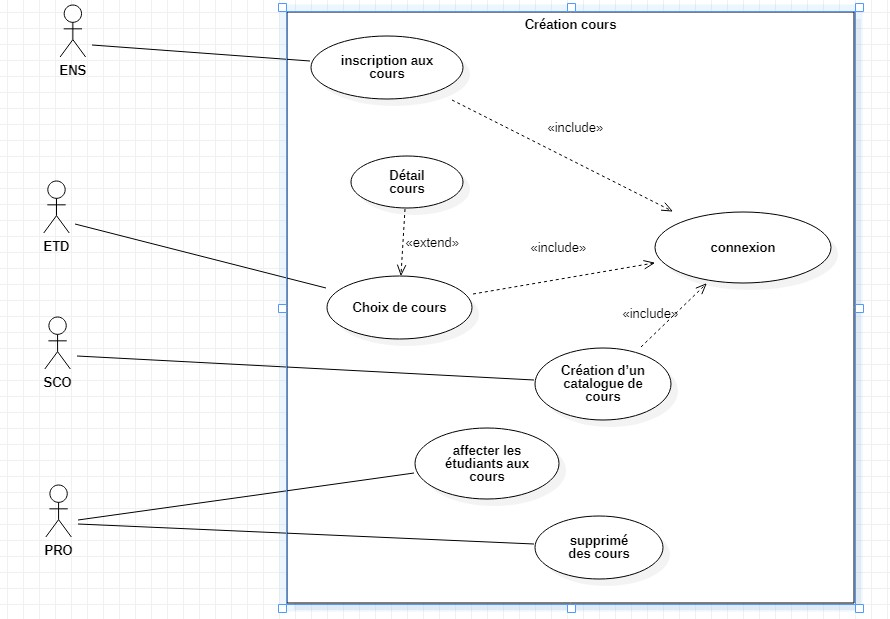 Création cours
ENS
inscription aux
cours
«include»
Détail
cours
ETD
«extend»
«include»
connexion
Choix de cours
«include»
SCO
Création d'un
catalogue de
cours
affecter les
étudiants aux
cours
PRO
supprimé
des cours